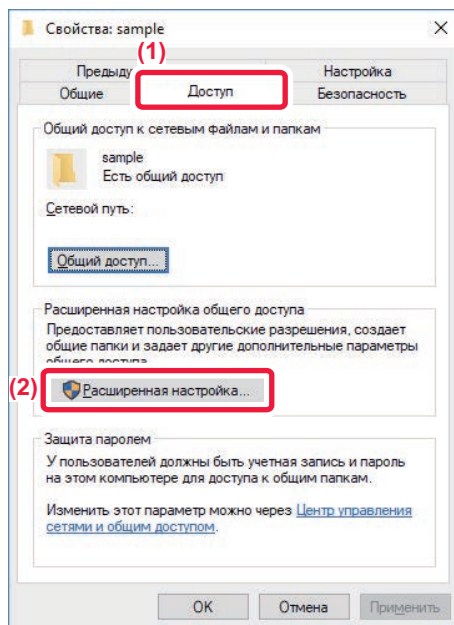 Свойства: sample
(1)
Преды
Настройка
Общие
Доступ
Безопасность
Общий доступ к сетевым файлам и папкам
sample
Есть общий доступ
Сетевой путь:
Общий доступ...
Расширенная настройка общего доступа
Предоставляет пользовательские разрешения, создает
общие папки и задает другие дополнительные параметры
общего доступа.
(2)
Расширенная настройка...
Защита паролем
У пользователей должны быть учетная запись и пароль
на этом компьютере для доступа к общим папкам.
Изменить этот параметр можно через Центр управления
сетями и общим доступом.
OK
Отмена
Применить